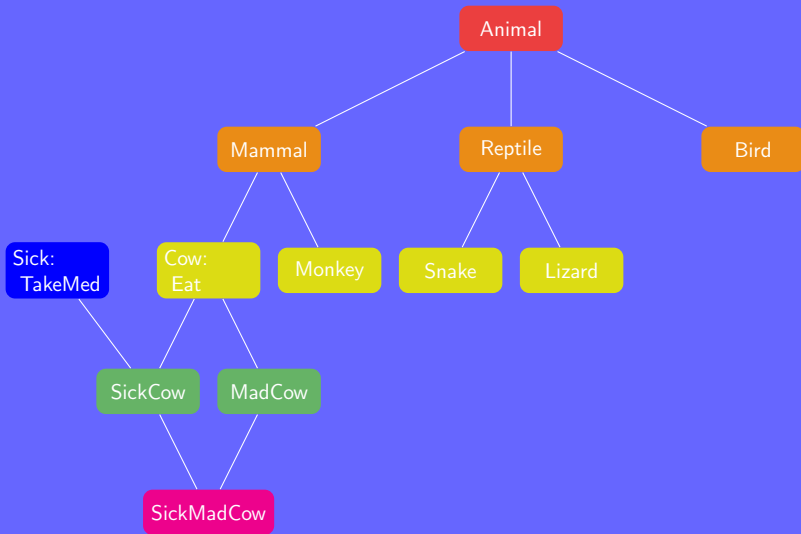 Animal
Mammal
Reptile
Bird
Sick:
TakeMed
Cow:
Eat
Monkey
Snake
Lizard
SickCow
MadCow
SickMadCow